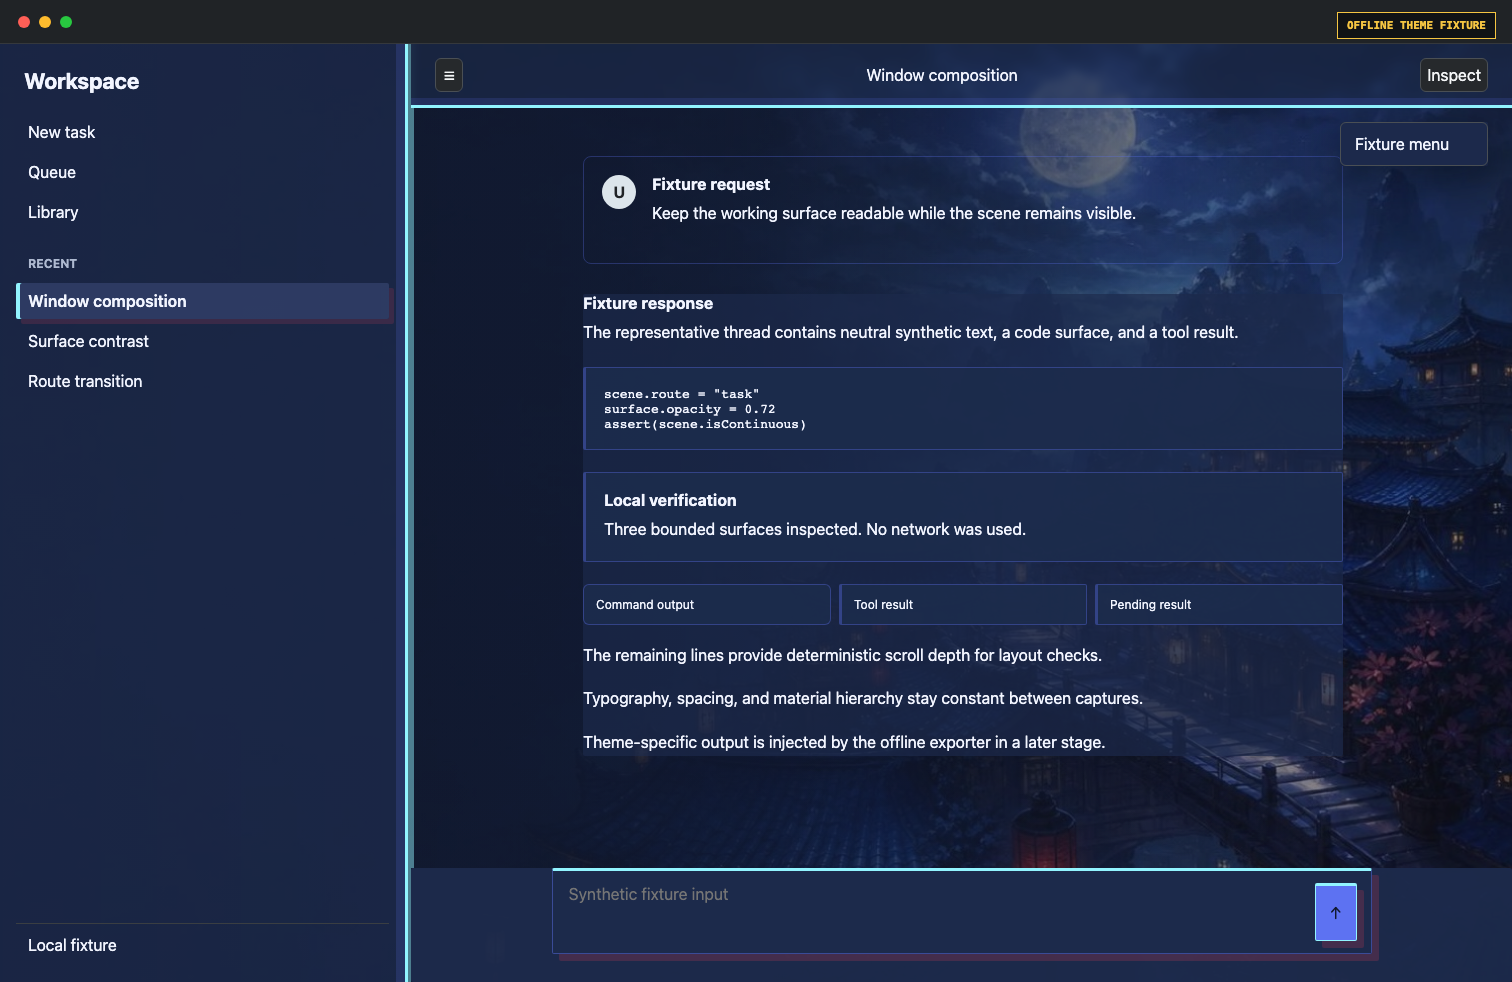 OFFLINE THEME FIXTURE
Workspace
New task
Queue
Library
RECENT
Window composition
Surface contrast
Route transition
Local fixture
Window composition
Inspect
Fixture menu
U
Fixture request
Keep the working surface readable while the scene remains visible.
Fixture response
The representative thread contains neutral synthetic text, a code surface, and a tool result.
scene.route = "task"
surface.opacity = 0.72
assert(scene.isContinuous)
Local verification
Three bounded surfaces inspected. No network was used.
Command output
Tool result
Pending result
The remaining lines provide deterministic scroll depth for layout checks.
Typography, spacing, and material hierarchy stay constant between captures.
Theme-specific output is injected by the offline exporter in a later stage.
Synthetic fixture input